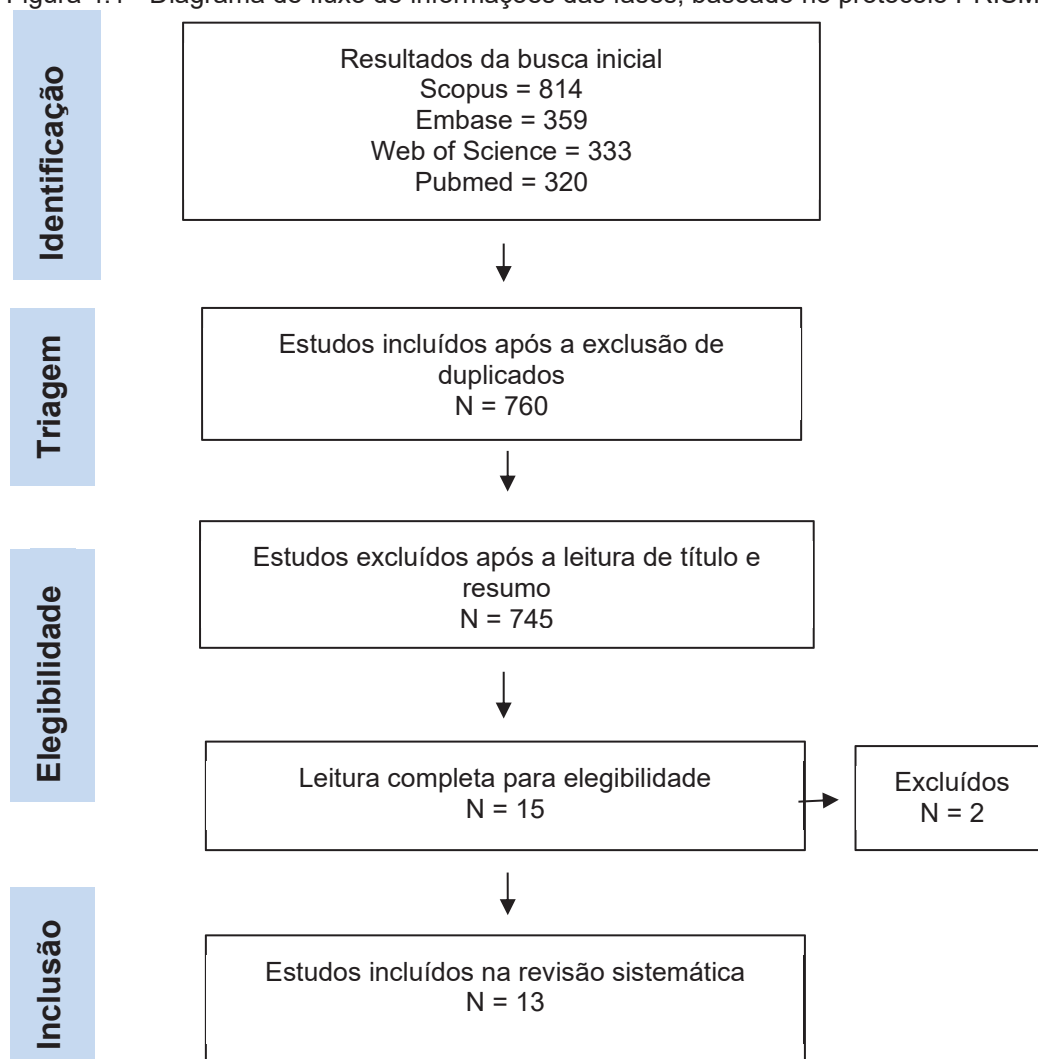 Identificação
Resultados da busca inicial
Scopus = 814
Embase = 359
Web of Science = 333
Pubmed = 320
Triagem
Estudos incluídos após a exclusão de
duplicados
N = 760
Elegibilidade
Estudos excluídos após a leitura de título e
resumo
N = 745
Leitura completa para elegibilidade
N = 15
Excluídos
N = 2
Inclusão
Estudos incluídos na revisão sistemática
N = 13